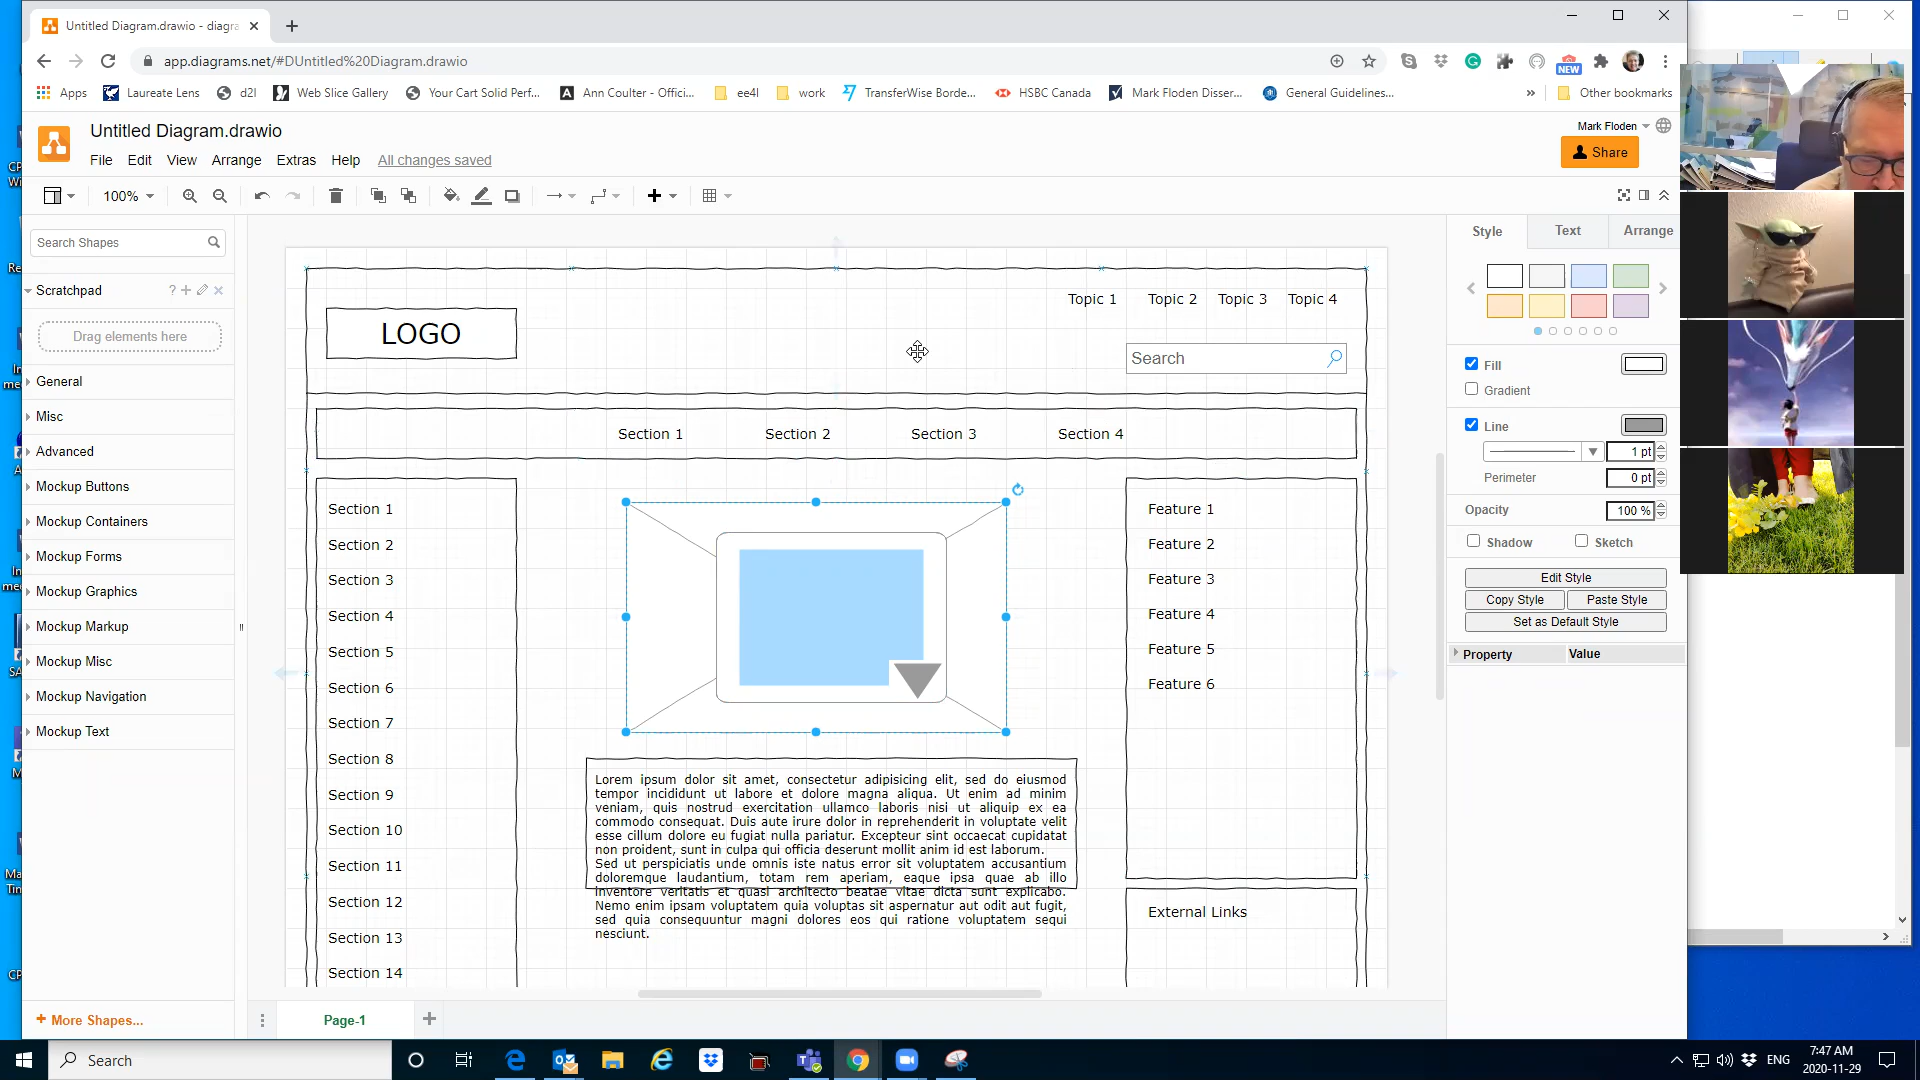 Untitled Diagram.drawio - diagra
app.diagrams.net/#DUntitled%20Diagram.drawio
NEW
Apps
Laureate Lens
d2l
Web Slice Gallery
Your Cart Solid Perf...
Ann Coulter - Offici...
ee4l
work
TransferWise Borde...
HSBC Canada
Mark Floden Disser...
General Guidelines...
»
Other bookmarks
Untitled Diagram.drawio
Mark Floden
File Edit View Arrange Extras Help All changes saved
Share
100%
Search Shapes
Style Text Arrange
Scratchpad
Drag elements here
General
Misc
Advanced
Mockup Buttons
Mockup Containers
Mockup Forms
Mockup Graphics
Mockup Markup
Mockup Misc
Mockup Navigation
Mockup Text
+ More Shapes...
Topic 1 Topic 2 Topic 3 Topic 4
LOGO
Search
Section 1 Section 2 Section 3 Section 4
Section 1
Section 2
Section 3
Section 4
Section 5
Section 6
Section 7
Section 8
Section 9
Section 10
Section 11
Section 12
Section 13
Section 14
Lorem ipsum dolor sit amet, consectetur adipisicing elit, sed do eiusmod
tempor incididunt ut labore et dolore magna aliqua. Ut enim ad minim
veniam, quis nostrud exercitation ullamco laboris nisi ut aliquip ex ea
commodo consequat. Duis aute irure dolor in reprehenderit in voluptate velit
esse cillum dolore eu fugiat nulla pariatur. Excepteur sint occaecat cupidatat
non proident, sunt in culpa qui officia deserunt mollit anim id est laborum.
Sed ut perspiciatis unde omnis iste natus error sit voluptatem accusantium
doloremque laudantium, totam rem aperiam, eaque ipsa quae ab illo
inventore veritatis et quasi architecto beatae vitae dicta sunt explicabo.
Nemo enim ipsam voluptatem quia voluptas sit aspernatur aut odit aut fugit,
sed quia consequuntur magni dolores eos qui ratione voluptatem sequi
nesciunt.
Feature 1
Feature 2
Feature 3
Feature 4
Feature 5
Feature 6
External Links
Fill
Gradient
Line
1 pt
Perimeter 0 pt
Opacity 100 %
Shadow Sketch
Edit Style
Copy Style Paste Style
Set as Default Style
Property Value
Page-1
Search
ENG
7:47 AM
2020-11-29